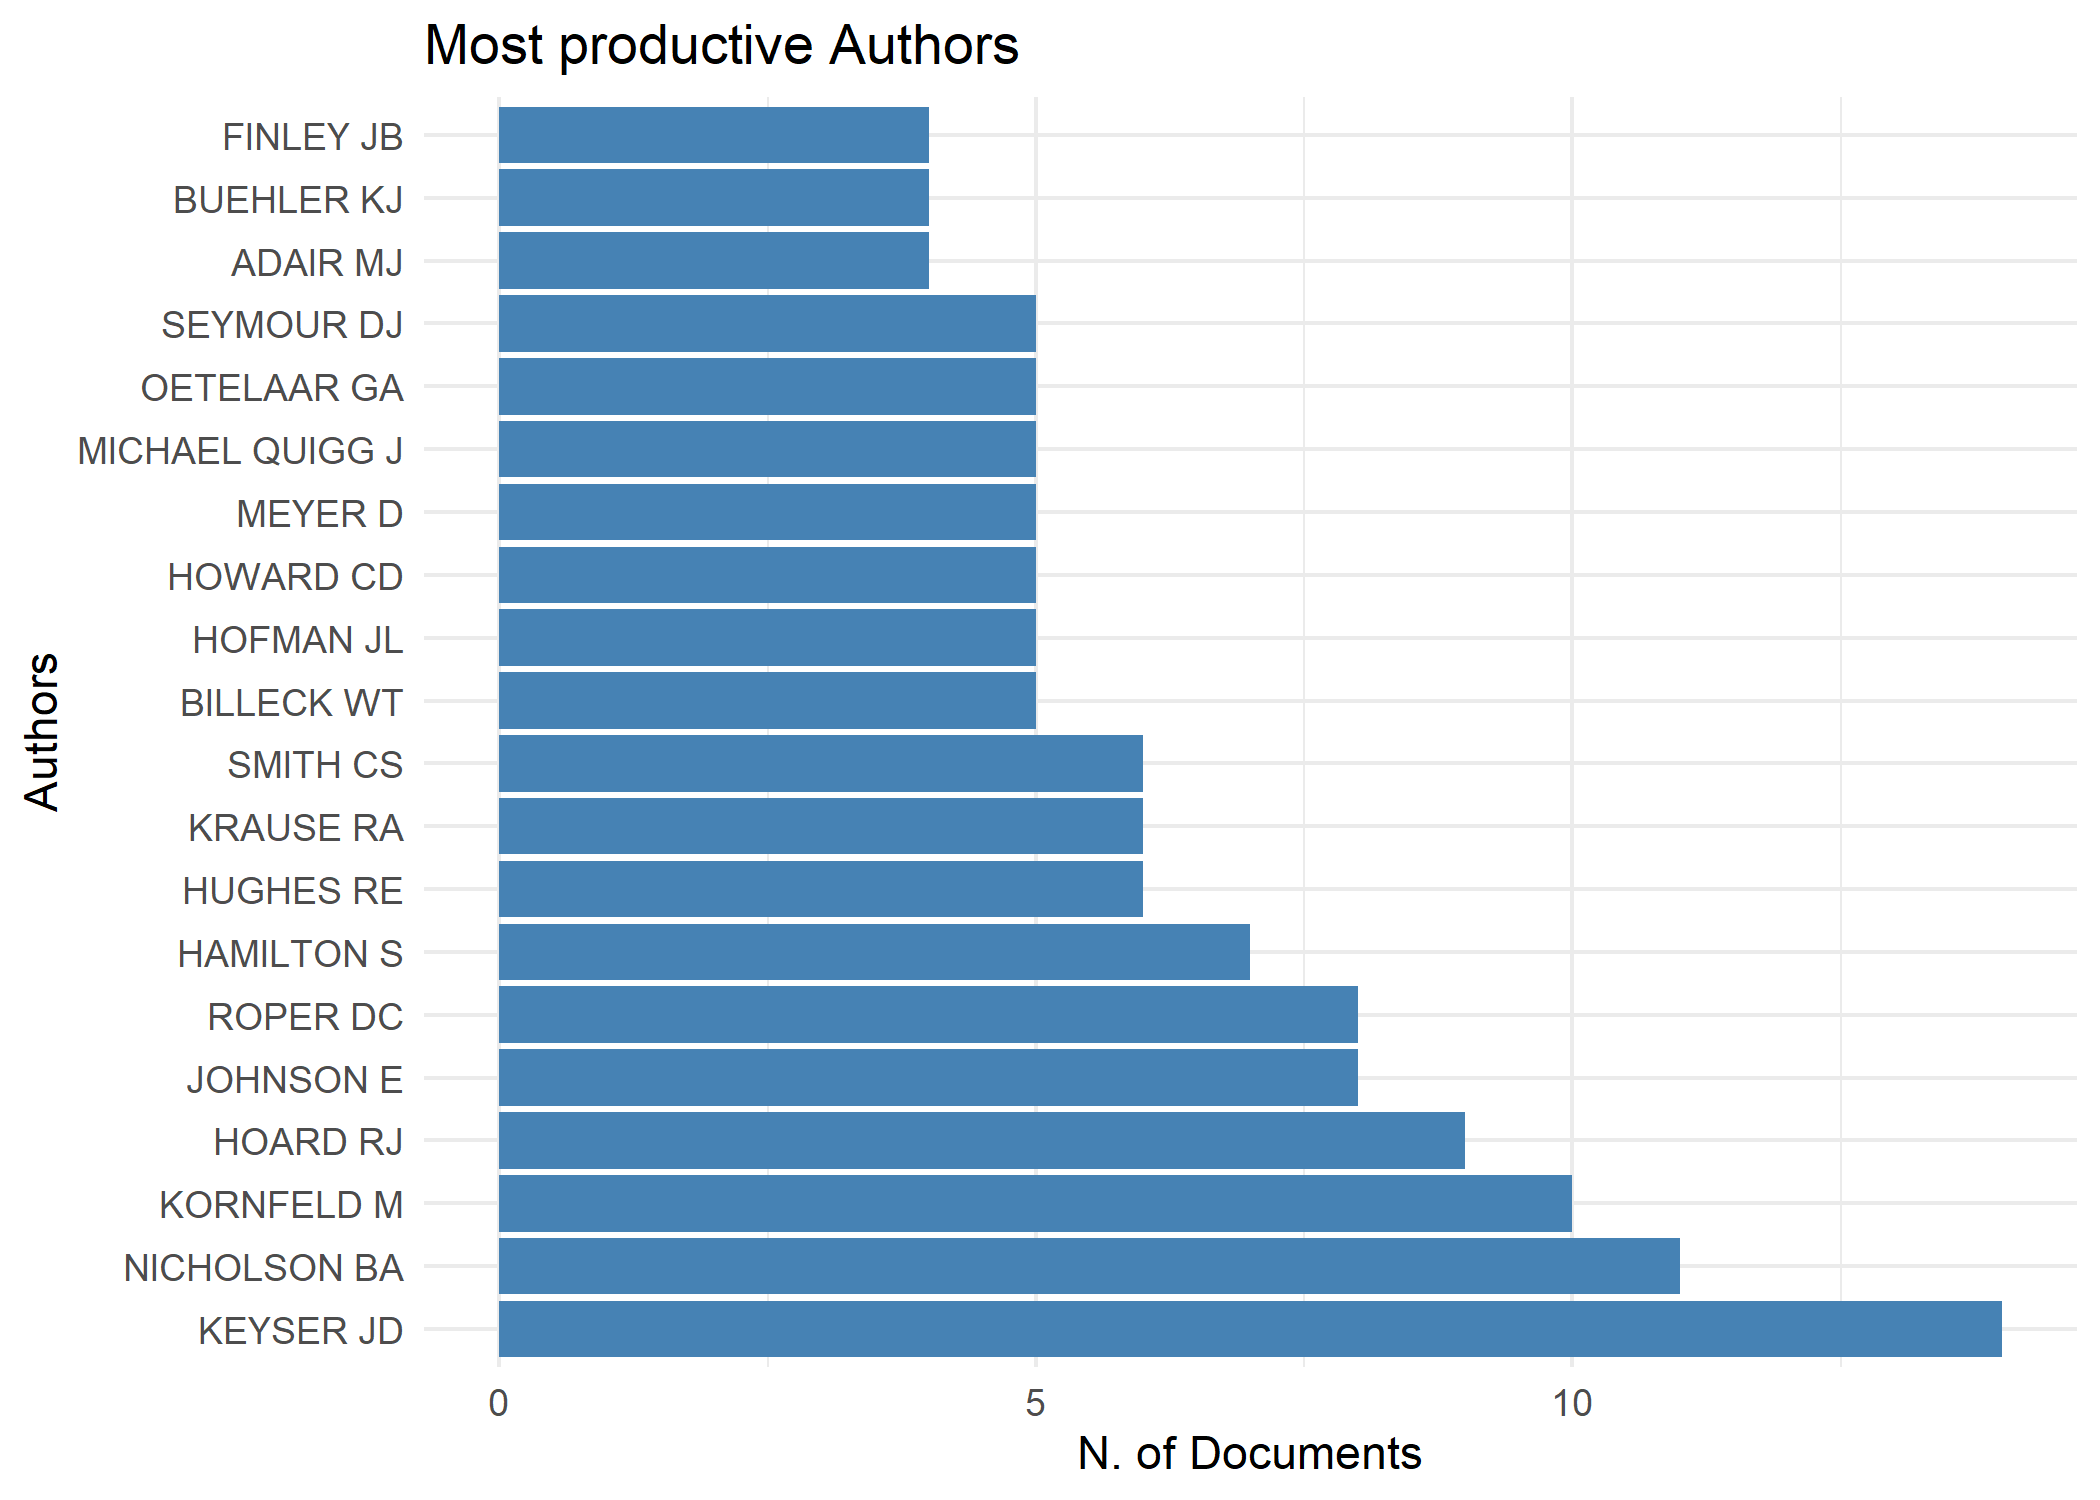 Most productive Authors
FINLEY JB
BUEHLER KJ
ADAIR MJ
SEYMOUR DJ
OETELAAR GA
MICHAEL QUIGG J
MEYER D
HOWARD CD
HOFMAN JL
BILLECK WT
SMITH CS
KRAUSE RA
HUGHES RE
HAMILTON S
ROPER DC
JOHNSON E
HOARD RJ
KORNFELD M
NICHOLSON BA
KEYSER JD
Authors
0 5 10
N. of Documents